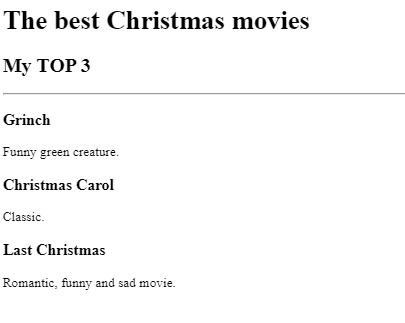 The best Christmas movies
My TOP 3
Grinch
Funny green creature.
Christmas Carol
Classic.
Last Christmas
Romantic, funny and sad movie.